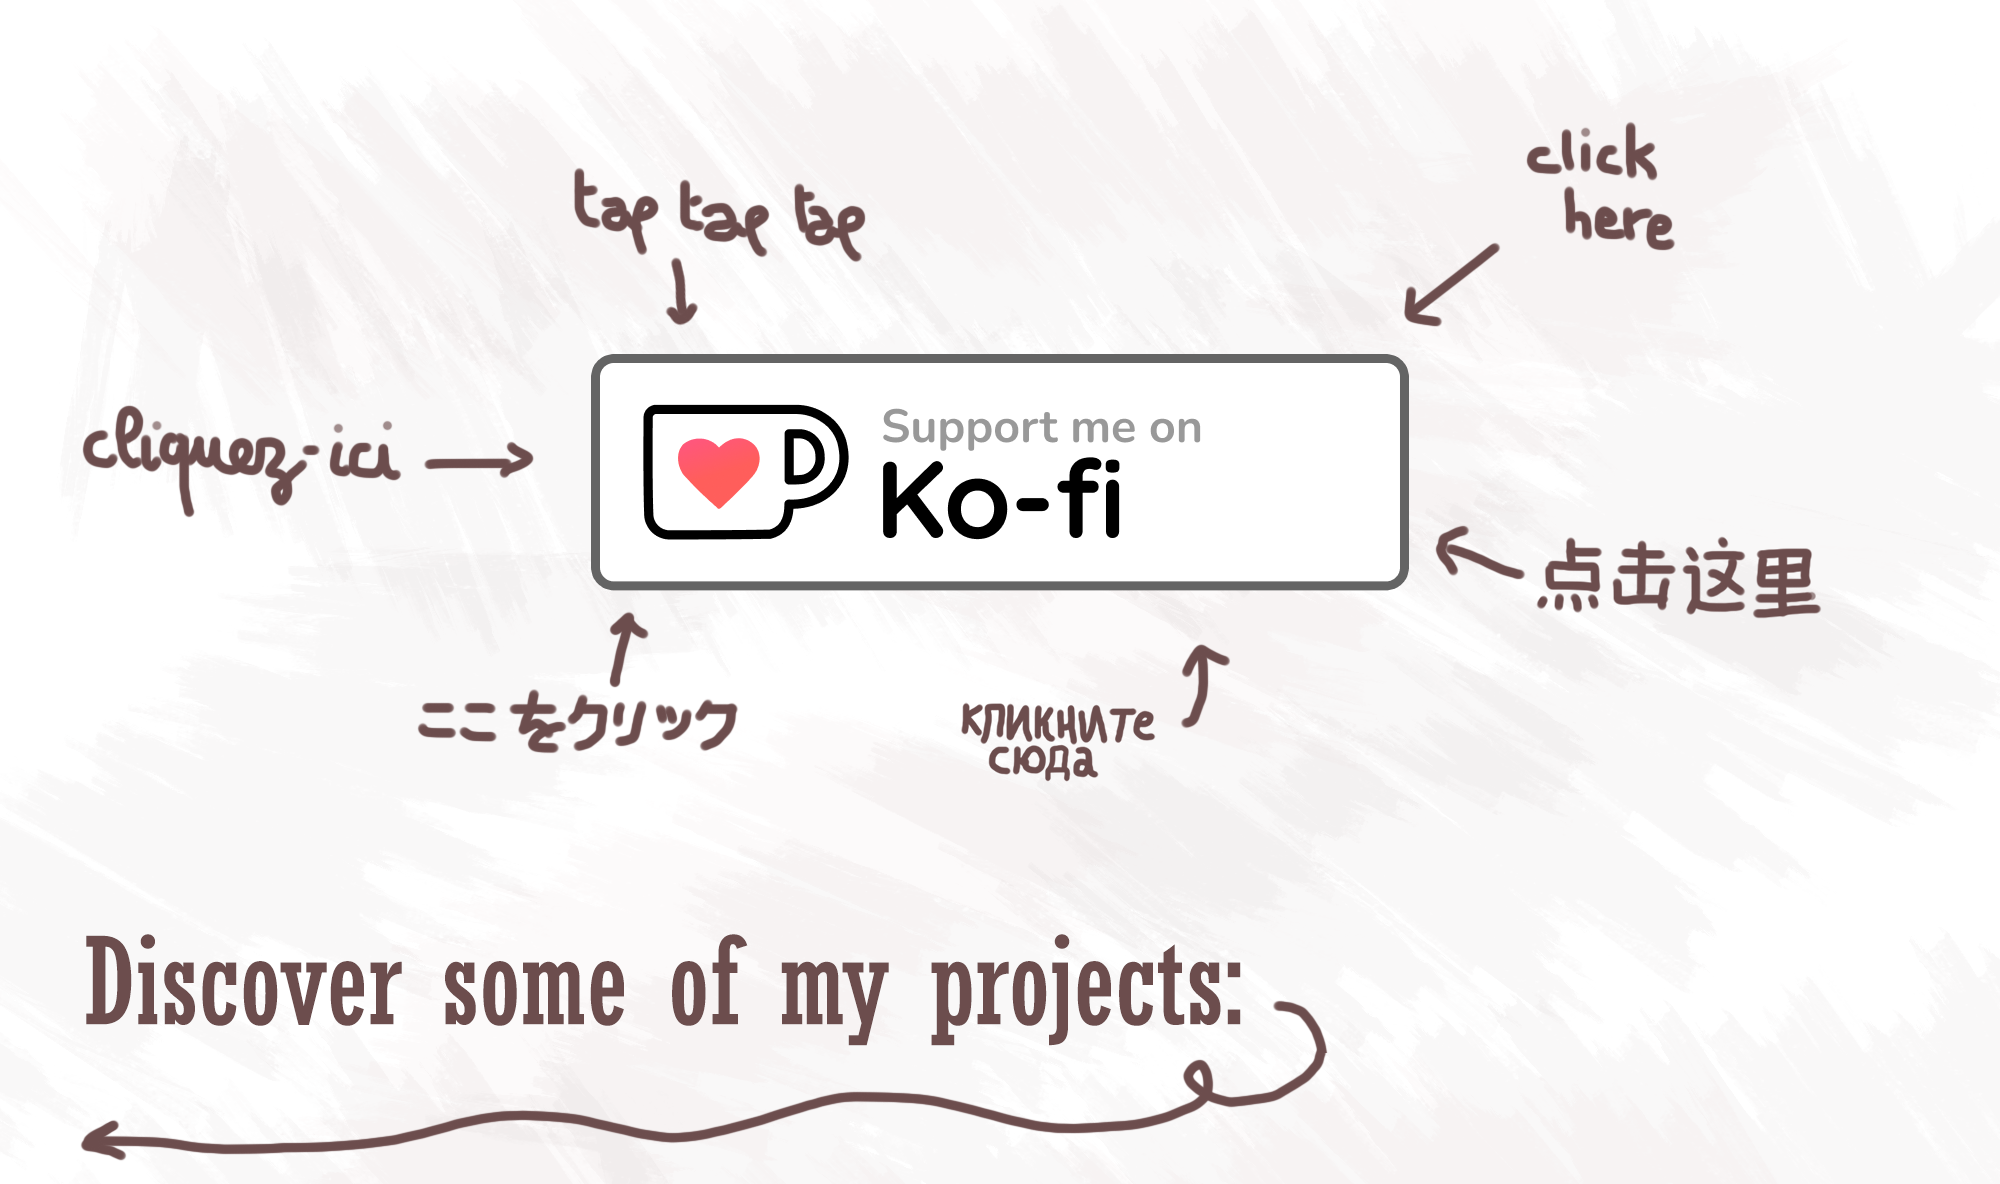 click
here
tap tap tap
cliquez-ici
Support me on
Ko-fi
点击这里
ここをクリック
кликните
сюда
Discover some of my projects: